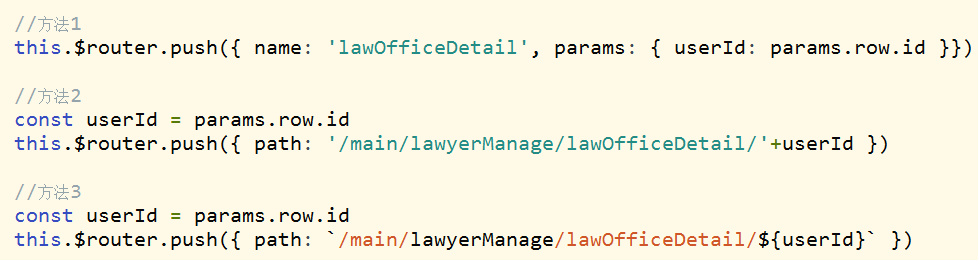 //方法1
this.$router.push({ name: 'lawOfficeDetail', params: { userId: params.row.id }})
//方法2
const userId = params.row.id
this.$router.push({ path: '/main/lawyerManage/lawOfficeDetail/'+userId })
//方法3
const userId = params.row.id
this.$router.push({ path: `/main/lawyerManage/lawOfficeDetail/${userId}` })